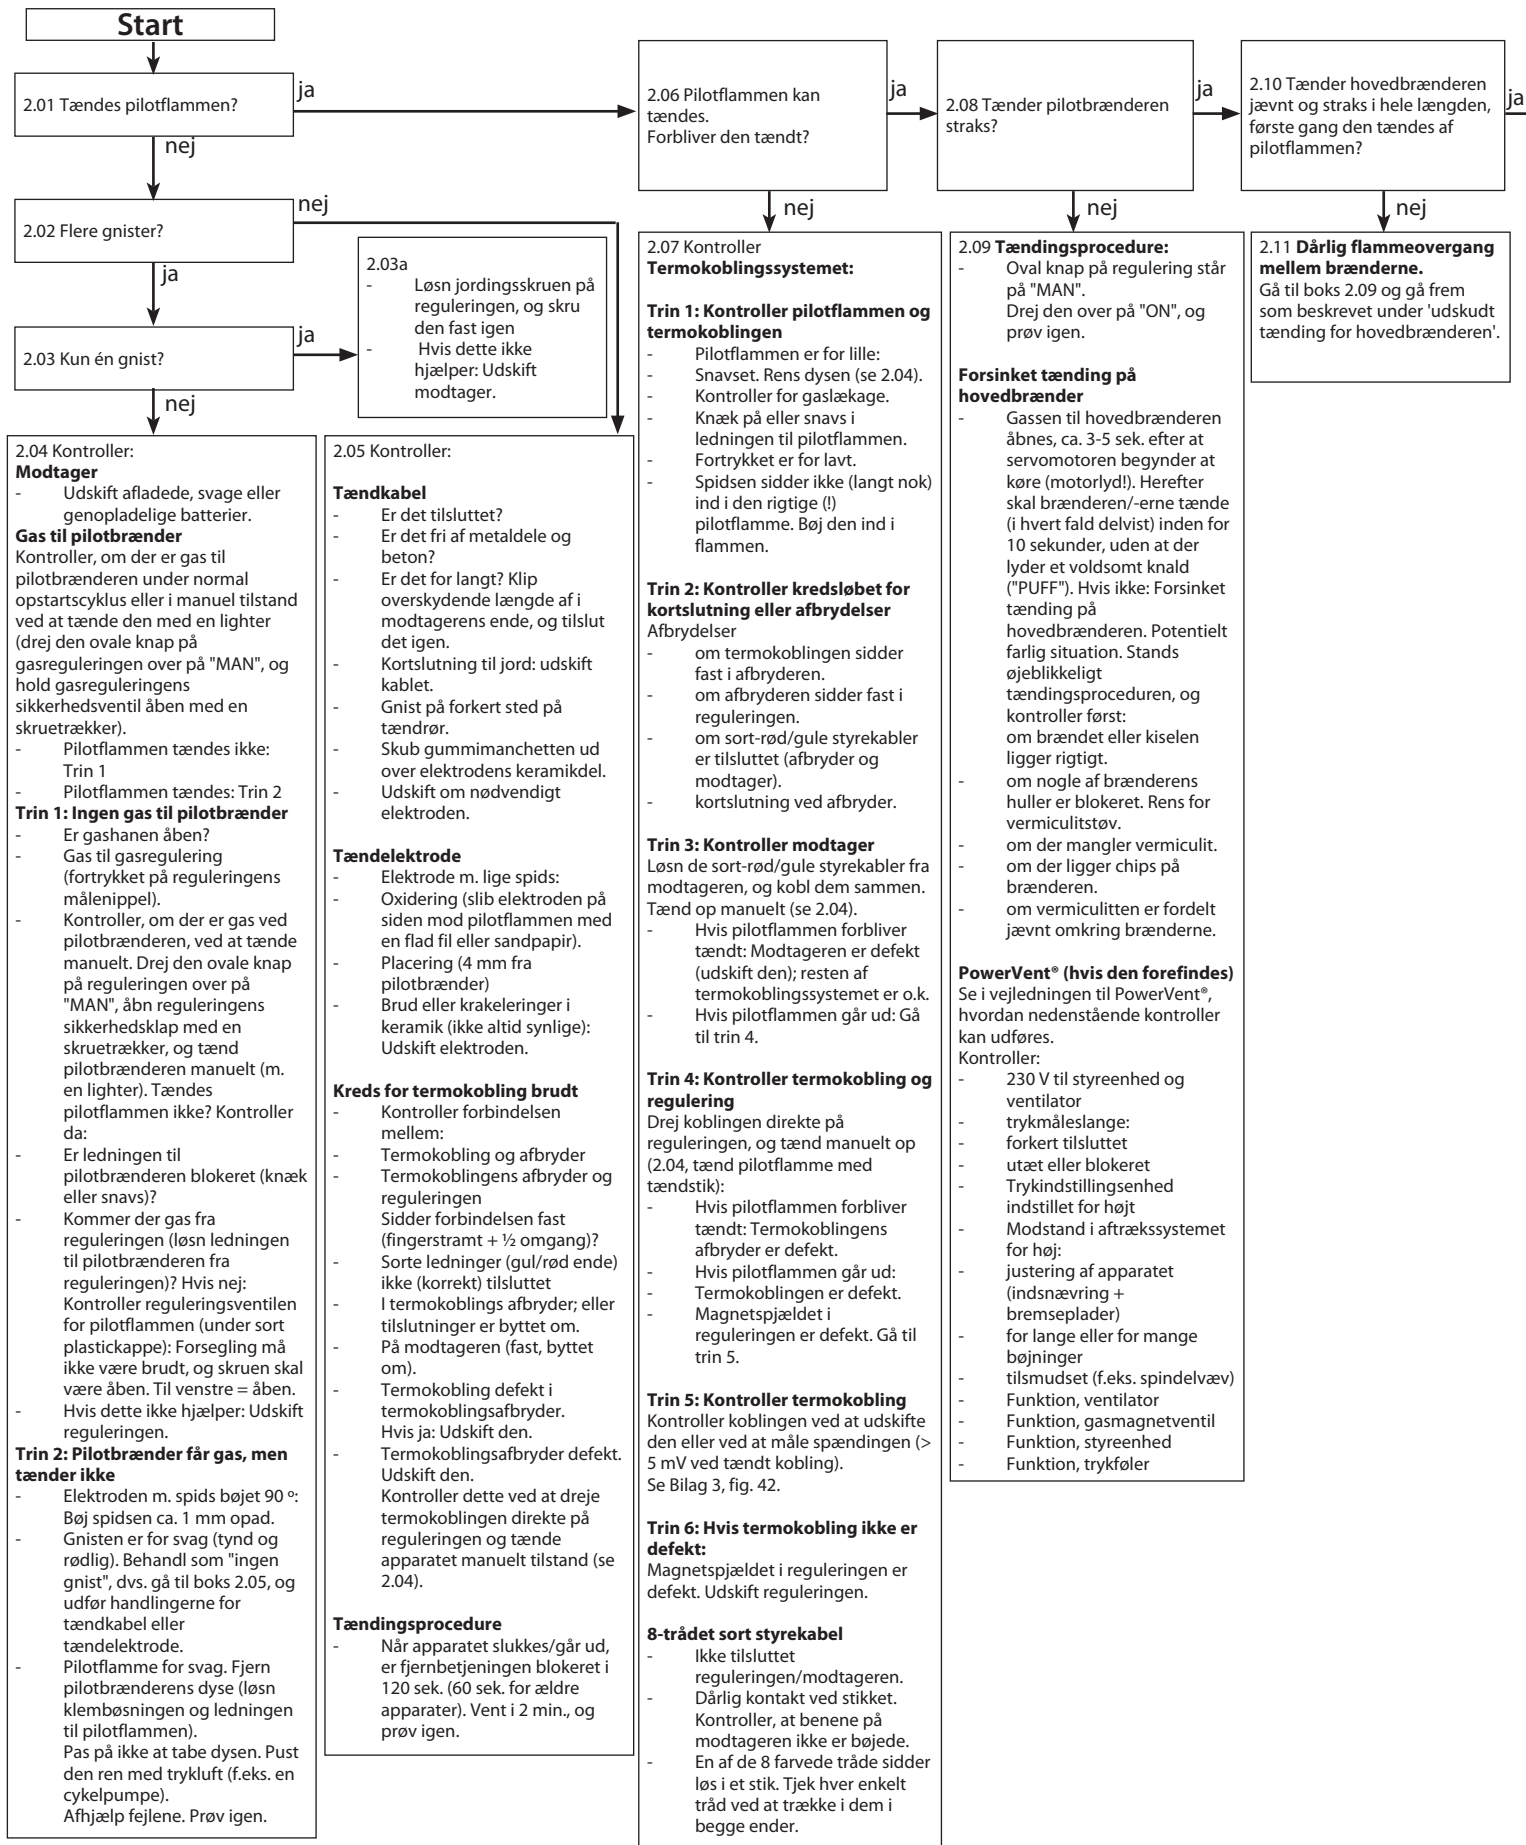 Start
2.01 Tændes pilotflammen?
ja
nej
2.02 Flere gnister?
nej
ja
2.03 Kun én gnist?
ja
nej
2.03a
- Løsn jordingsskruen på
reguleringen, og skru
den fast igen
- Hvis dette ikke
hjælper: Udskift
modtager.
2.04 Kontroller:
Modtager
- Udskift afladede, svage eller
genopladelige batterier.
Gas til pilotbrænder
Kontroller, om der er gas til
pilotbrænderen under normal
opstartscyklus eller i manuel tilstand
ved at tænde den med en lighter
(drej den ovale knap på
gasreguleringen over på "MAN", og
hold gasreguleringens
sikkerhedsventil åben med en
skruetrækker).
- Pilotflammen tændes ikke:
Trin 1
- Pilotflammen tændes: Trin 2
Trin 1: Ingen gas til pilotbrænder
- Er gashanen åben?
- Gas til gasregulering
(fortrykket på reguleringens
målenippel).
- Kontroller, om der er gas ved
pilotbrænderen, ved at tænde
manuelt. Drej den ovale knap
på reguleringen over på
"MAN", åbn reguleringens
sikkerhedsklap med en
skruetrækker, og tænd
pilotbrænderen manuelt (m.
en lighter). Tændes
pilotflammen ikke? Kontroller
da:
- Er ledningen til
pilotbrænderen blokeret (knæk
eller snavs)?
- Kommer der gas fra
reguleringen (løsn ledningen
til pilotbrænderen fra
reguleringen)? Hvis nej:
Kontroller reguleringsventilen
for pilotflammen (under sort
plastickappe): Forsegling må
ikke være brudt, og skruen skal
være åben. Til venstre = åben.
- Hvis dette ikke hjælper: Udskift
reguleringen.
Trin 2: Pilotbrænder får gas, men
tænder ikke
- Elektroden m. spids bøjet 90 º:
Bøj spidsen ca. 1 mm opad.
- Gnisten er for svag (tynd og
rødlig). Behandl som "ingen
gnist", dvs. gå til boks 2.05, og
udfør handlingerne for
tændkabel eller
tændelektrode.
- Pilotflamme for svag. Fjern
pilotbrænderens dyse (løsn
klembøsningen og ledningen
til pilotflammen).
Pas på ikke at tabe dysen. Pust
den ren med trykluft (f.eks. en
cykelpumpe).
Afhjælp fejlene. Prøv igen.
2.05 Kontroller:
Tændkabel
- Er det tilsluttet?
- Er det fri af metaldele og
beton?
- Er det for langt? Klip
overskydende længde af i
modtagerens ende, og tilslut
det igen.
- Kortslutning til jord: udskift
kablet.
- Gnist på forkert sted på
tændrør.
- Skub gummimanchetten ud
over elektrodens keramikdel.
- Udskift om nødvendigt
elektroden.
Tændelektrode
- Elektrode m. lige spids:
- Oxidering (slib elektroden på
siden mod pilotflammen med
en flad fil eller sandpapir).
- Placering (4 mm fra
pilotbrænder)
- Brud eller krakeleringer i
keramik (ikke altid synlige):
Udskift elektroden.
Kreds for termokobling brudt
- Kontroller forbindelsen
mellem:
- Termokobling og afbryder
- Termokoblingens afbryder og
reguleringen
Sidder forbindelsen fast
(fingerstramt + ½ omgang)?
- Sorte ledninger (gul/rød ende)
ikke (korrekt) tilsluttet
- I termokoblings afbryder; eller
tilslutninger er byttet om.
- På modtageren (fast, byttet
om).
- Termokobling defekt i
termokoblingsafbryder.
Hvis ja: Udskift den.
- Termokoblingsafbryder defekt.
Udskift den.
Kontroller dette ved at dreje
termokoblingen direkte på
reguleringen og tænde
apparatet manuelt tilstand (se
2.04).
Tændingsprocedure
- Når apparatet slukkes/går ud,
er fjernbetjeningen blokeret i
120 sek. (60 sek. for ældre
apparater). Vent i 2 min., og
prøv igen.
2.06 Pilotflammen kan
tændes.
Forbliver den tændt?
ja
nej
2.07 Kontroller
Termokoblingssystemet:
Trin 1: Kontroller pilotflammen og
termokoblingen
- Pilotflammen er for lille:
- Snavset. Rens dysen (se 2.04).
- Kontroller for gaslækage.
- Knæk på eller snavs i
ledningen til pilotflammen.
- Fortrykket er for lavt.
- Spidsen sidder ikke (langt nok)
ind i den rigtige (!)
pilotflamme. Bøj den ind i
flammen.
Trin 2: Kontroller kredsløbet for
kortslutning eller afbrydelser
Afbrydelser
- om termokoblingen sidder
fast i afbryderen.
- om afbryderen sidder fast i
reguleringen.
- om sort-rød/gule styrekabler
er tilsluttet (afbryder og
modtager).
- kortslutning ved afbryder.
Trin 3: Kontroller modtager
Løsn de sort-rød/gule styrekabler fra
modtageren, og kobl dem sammen.
Tænd op manuelt (se 2.04).
- Hvis pilotflammen forbliver
tændt: Modtageren er defekt
(udskift den); resten af
termokoblingssystemet er o.k.
- Hvis pilotflammen går ud: Gå
til trin 4.
Trin 4: Kontroller termokobling og
regulering
Drej koblingen direkte på
reguleringen, og tænd manuelt op
(2.04, tænd pilotflamme med
tændstik):
- Hvis pilotflammen forbliver
tændt: Termokoblingens
afbryder er defekt.
- Hvis pilotflammen går ud:
- Termokoblingen er defekt.
- Magnetspjældet i
reguleringen er defekt. Gå til
trin 5.
Trin 5: Kontroller termokobling
Kontroller koblingen ved at udskifte
den eller ved at måle spændingen (>
5 mV ved tændt kobling).
Se Bilag 3, fig. 42.
Trin 6: Hvis termokobling ikke er
defekt:
Magnetspjældet i reguleringen er
defekt. Udskift reguleringen.
8-trådet sort styrekabel
- Ikke tilsluttet
reguleringen/modtageren.
- Dårlig kontakt ved stikket.
Kontroller, at benene på
modtageren ikke er bøjede.
- En af de 8 farvede tråde sidder
løs i et stik. Tjek hver enkelt
tråd ved at trække i dem i
begge ender.
2.08 Tænder pilotbrænderen
straks?
ja
nej
2.09 Tændingsprocedure:
- Oval knap på regulering står
på "MAN".
Drej den over på "ON", og
prøv igen.
Forsinket tænding på
hovedbrænder
- Gassen til hovedbrænderen
åbnes, ca. 3-5 sek. efter at
servomotoren begynder at
køre (motorlyd!). Herefter
skal brænderen/-erne tænde
(i hvert fald delvist) inden for
10 sekunder, uden at der
lyder et voldsomt knald
("PUFF"). Hvis ikke: Forsinket
tænding på
hovedbrænderen. Potentielt
farlig situation. Stands
øjeblikkeligt
tændingsproceduren, og
kontroller først:
om brændet eller kiselen
ligger rigtigt.
- om nogle af brænderens
huller er blokeret. Rens for
vermiculitstøv.
- om der mangler vermiculit.
- om der ligger chips på
brænderen.
- om vermiculitten er fordelt
jævnt omkring brænderne.
PowerVent® (hvis den forefindes)
Se i vejledningen til PowerVent®,
hvordan nedenstående kontroller
kan udføres.
Kontroller:
- 230 V til styreenhed og
ventilator
- trykmåleslange:
- forkert tilsluttet
- utæt eller blokeret
- Trykindstillingsenhed
indstillet for højt
- Modstand i aftrækssystemet
for høj:
- justering af apparatet
(indsnævring +
bremseplader)
- for lange eller for mange
bøjninger
- tilsmudset (f.eks. spindelvæv)
- Funktion, ventilator
- Funktion, gasmagnetventil
- Funktion, styreenhed
- Funktion, trykføler
2.10 Tænder hovedbrænderen
jævnt og straks i hele længden,
første gang den tændes af
pilotflammen?
ja
nej
2.11 Dårlig flammeovergang
mellem brænderne.
Gå til boks 2.09 og gå frem
som beskrevet under 'udskudt
tænding for hovedbrænderen'.